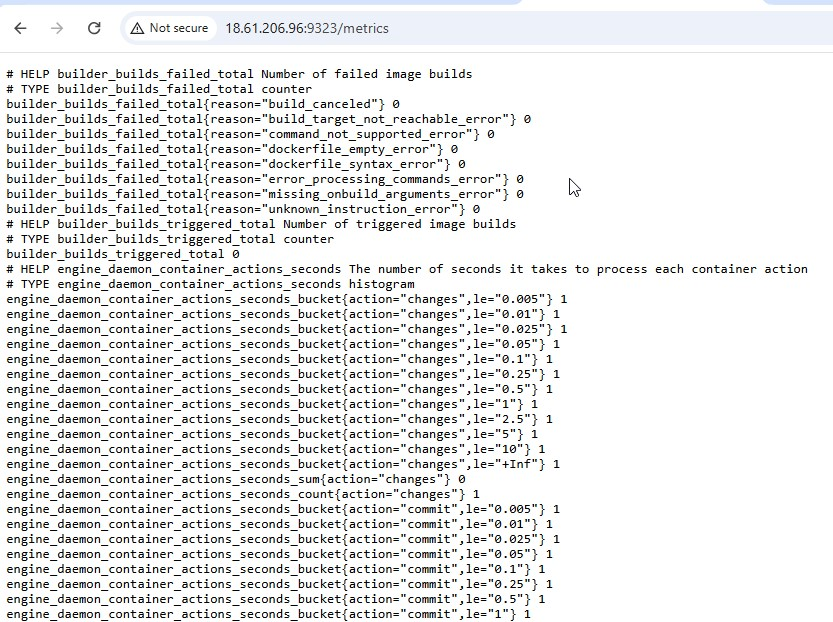 Not secure 18.61.206.96:9323/metrics
# HELP builder_builds_failed_total Number of failed image builds
# TYPE builder_builds_failed_total counter
builder_builds_failed_total{reason="build_canceled"} 0
builder_builds_failed_total{reason="build_target_not_reachable_error"} 0
builder_builds_failed_total{reason="command_not_supported_error"} 0
builder_builds_failed_total{reason="dockerfile_empty_error"} 0
builder_builds_failed_total{reason="dockerfile_syntax_error"} 0
builder_builds_failed_total{reason="error_processing_commands_error"} 0
builder_builds_failed_total{reason="missing_onbuild_arguments_error"} 0
builder_builds_failed_total{reason="unknown_instruction_error"} 0
# HELP builder_builds_triggered_total Number of triggered image builds
# TYPE builder_builds_triggered_total counter
builder_builds_triggered_total 0
# HELP engine_daemon_container_actions_seconds The number of seconds it takes to process each container action
# TYPE engine_daemon_container_actions_seconds histogram
engine_daemon_container_actions_seconds_bucket{action="changes",le="0.005"} 1
engine_daemon_container_actions_seconds_bucket{action="changes",le="0.01"} 1
engine_daemon_container_actions_seconds_bucket{action="changes",le="0.025"} 1
engine_daemon_container_actions_seconds_bucket{action="changes",le="0.05"} 1
engine_daemon_container_actions_seconds_bucket{action="changes",le="0.1"} 1
engine_daemon_container_actions_seconds_bucket{action="changes",le="0.25"} 1
engine_daemon_container_actions_seconds_bucket{action="changes",le="0.5"} 1
engine_daemon_container_actions_seconds_bucket{action="changes",le="1"} 1
engine_daemon_container_actions_seconds_bucket{action="changes",le="2.5"} 1
engine_daemon_container_actions_seconds_bucket{action="changes",le="5"} 1
engine_daemon_container_actions_seconds_bucket{action="changes",le="10"} 1
engine_daemon_container_actions_seconds_bucket{action="changes",le="+Inf"} 1
engine_daemon_container_actions_seconds_sum{action="changes"} 0
engine_daemon_container_actions_seconds_count{action="changes"} 1
engine_daemon_container_actions_seconds_bucket{action="commit",le="0.005"} 1
engine_daemon_container_actions_seconds_bucket{action="commit",le="0.01"} 1
engine_daemon_container_actions_seconds_bucket{action="commit",le="0.025"} 1
engine_daemon_container_actions_seconds_bucket{action="commit",le="0.05"} 1
engine_daemon_container_actions_seconds_bucket{action="commit",le="0.1"} 1
engine_daemon_container_actions_seconds_bucket{action="commit",le="0.25"} 1
engine_daemon_container_actions_seconds_bucket{action="commit",le="0.5"} 1
engine_daemon_container_actions_seconds_bucket{action="commit",le="1"} 1